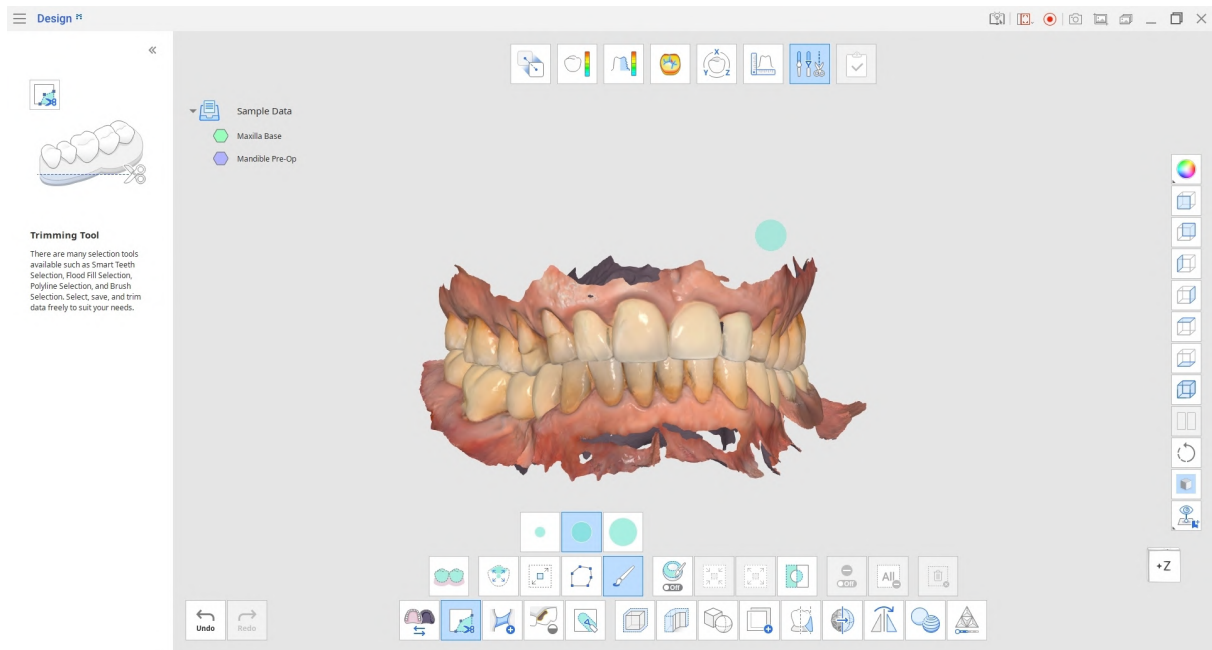 Design
Sample Data
Maxilla Base
Mandible Pre-Op
Trimming Tool
There are many selection tools
available such as Smart Teeth
Selection, Flood Fill Selection,
Polyline Selection, and Brush
Selection. Select, save, and trim
data freely to suit your needs.
X
Y
Z
Off
Off
All
+Z
Undo
Redo